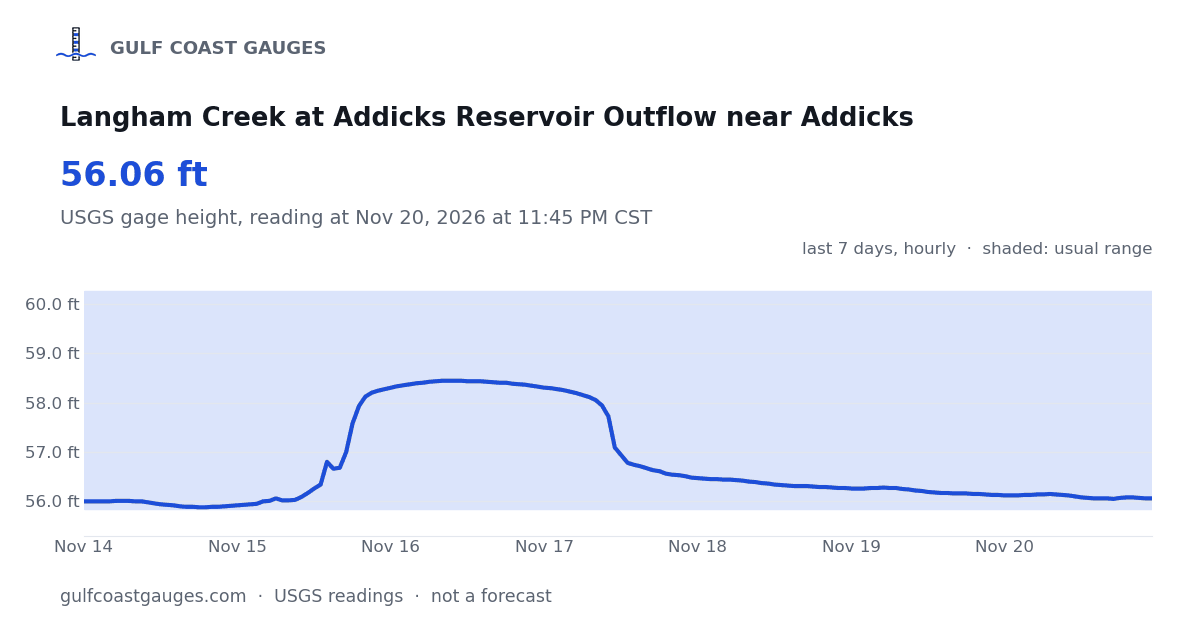 GULF COAST GAUGES
Langham Creek at Addicks Reservoir Outflow near Addicks
56.06 ft
USGS gage height, reading at Nov 20, 2026 at 11:45 PM CST
last 7 days, hourly · shaded: usual range
60.0 ft
59.0 ft
58.0 ft
57.0 ft
56.0 ft
Nov 14 Nov 15 Nov 16 Nov 17 Nov 18 Nov 19 Nov 20
gulfcoastgauges.com · USGS readings · not a forecast